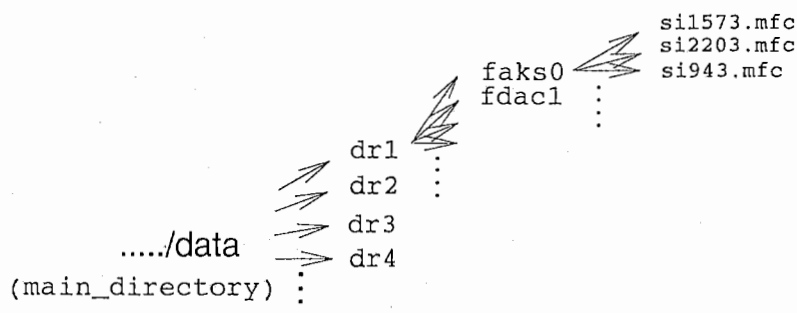 si1573.mfc
si2203.mfc
faks0 si943.mfc
fdac1
dr1
dr2
dr3
...../data
dr4
(main_directory)